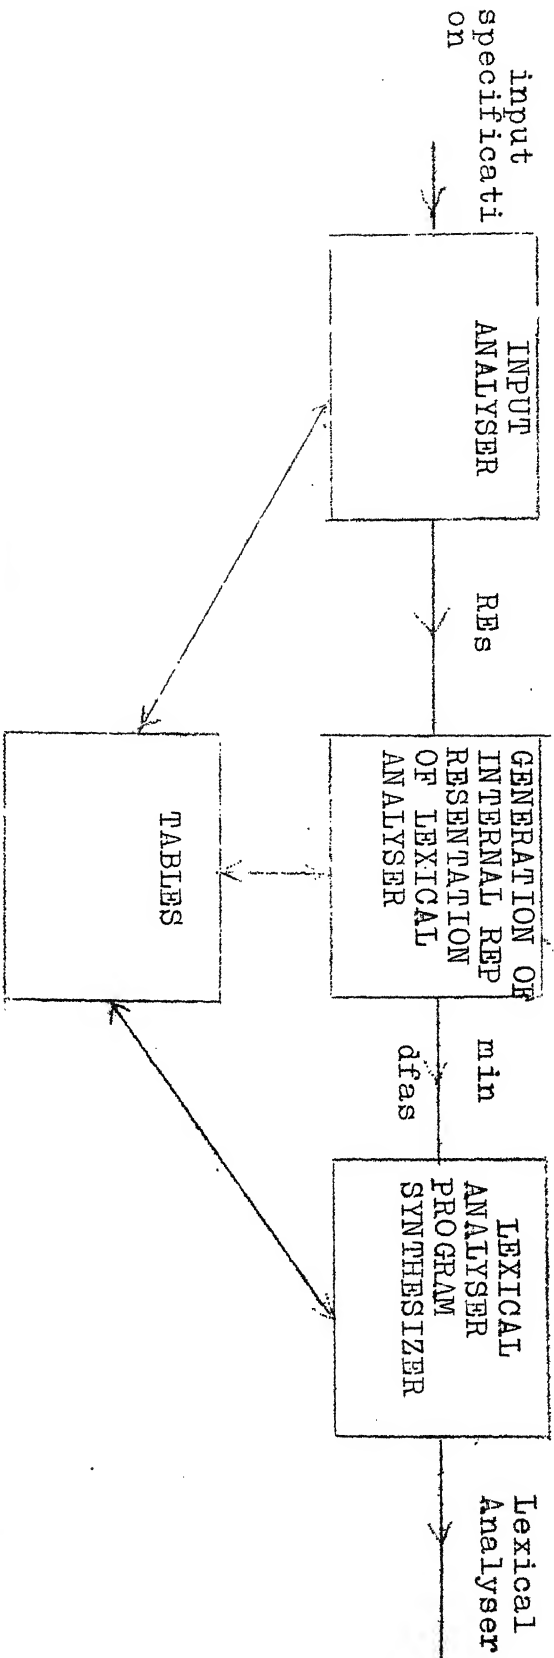 input
specificati
on
INPUT
ANALYSER
REs
GENERATION OF
INTERNAL REP
RESENTATION
OF LEXICAL
ANALYSER
min
dfas
LEXICAL
ANALYSER
PROGRAM
SYNTHESIZER
Lexical
Analyser
TABLES